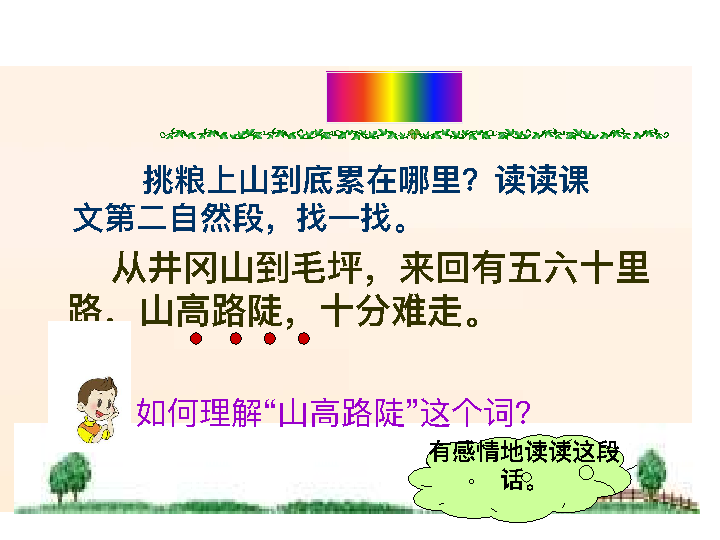 挑粮上山到底累在哪里？读读课
文第二自然段，找一找。
从井冈山到毛坪，来回有五六十里
路，山高路陡，十分难走。
如何理解“山高路陡”这个词？
有感情地读读这段
话。